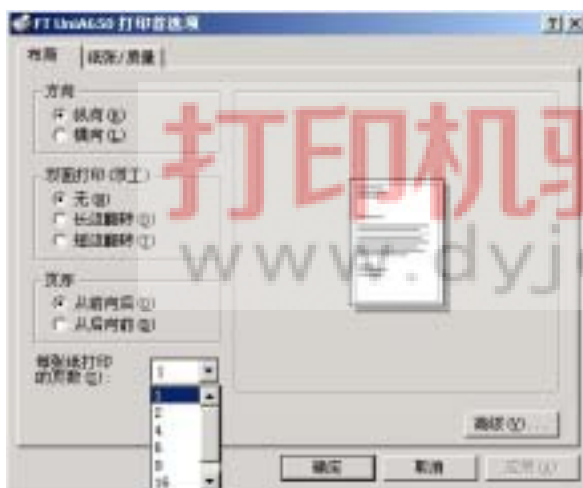 FT UniA650 打印首选项
布局
纸张/质量
方向
纵向(R)
横向(L)
双面打印(双工)
无(N)
长边翻转(O)
短边翻转(T)
页序
从前向后(U)
从后向前(B)
每张纸打印
的页数(G):
1
1
2
4
6
9
16
高级(V)...
确定
取消
应用(A)
打印机
www.dyj